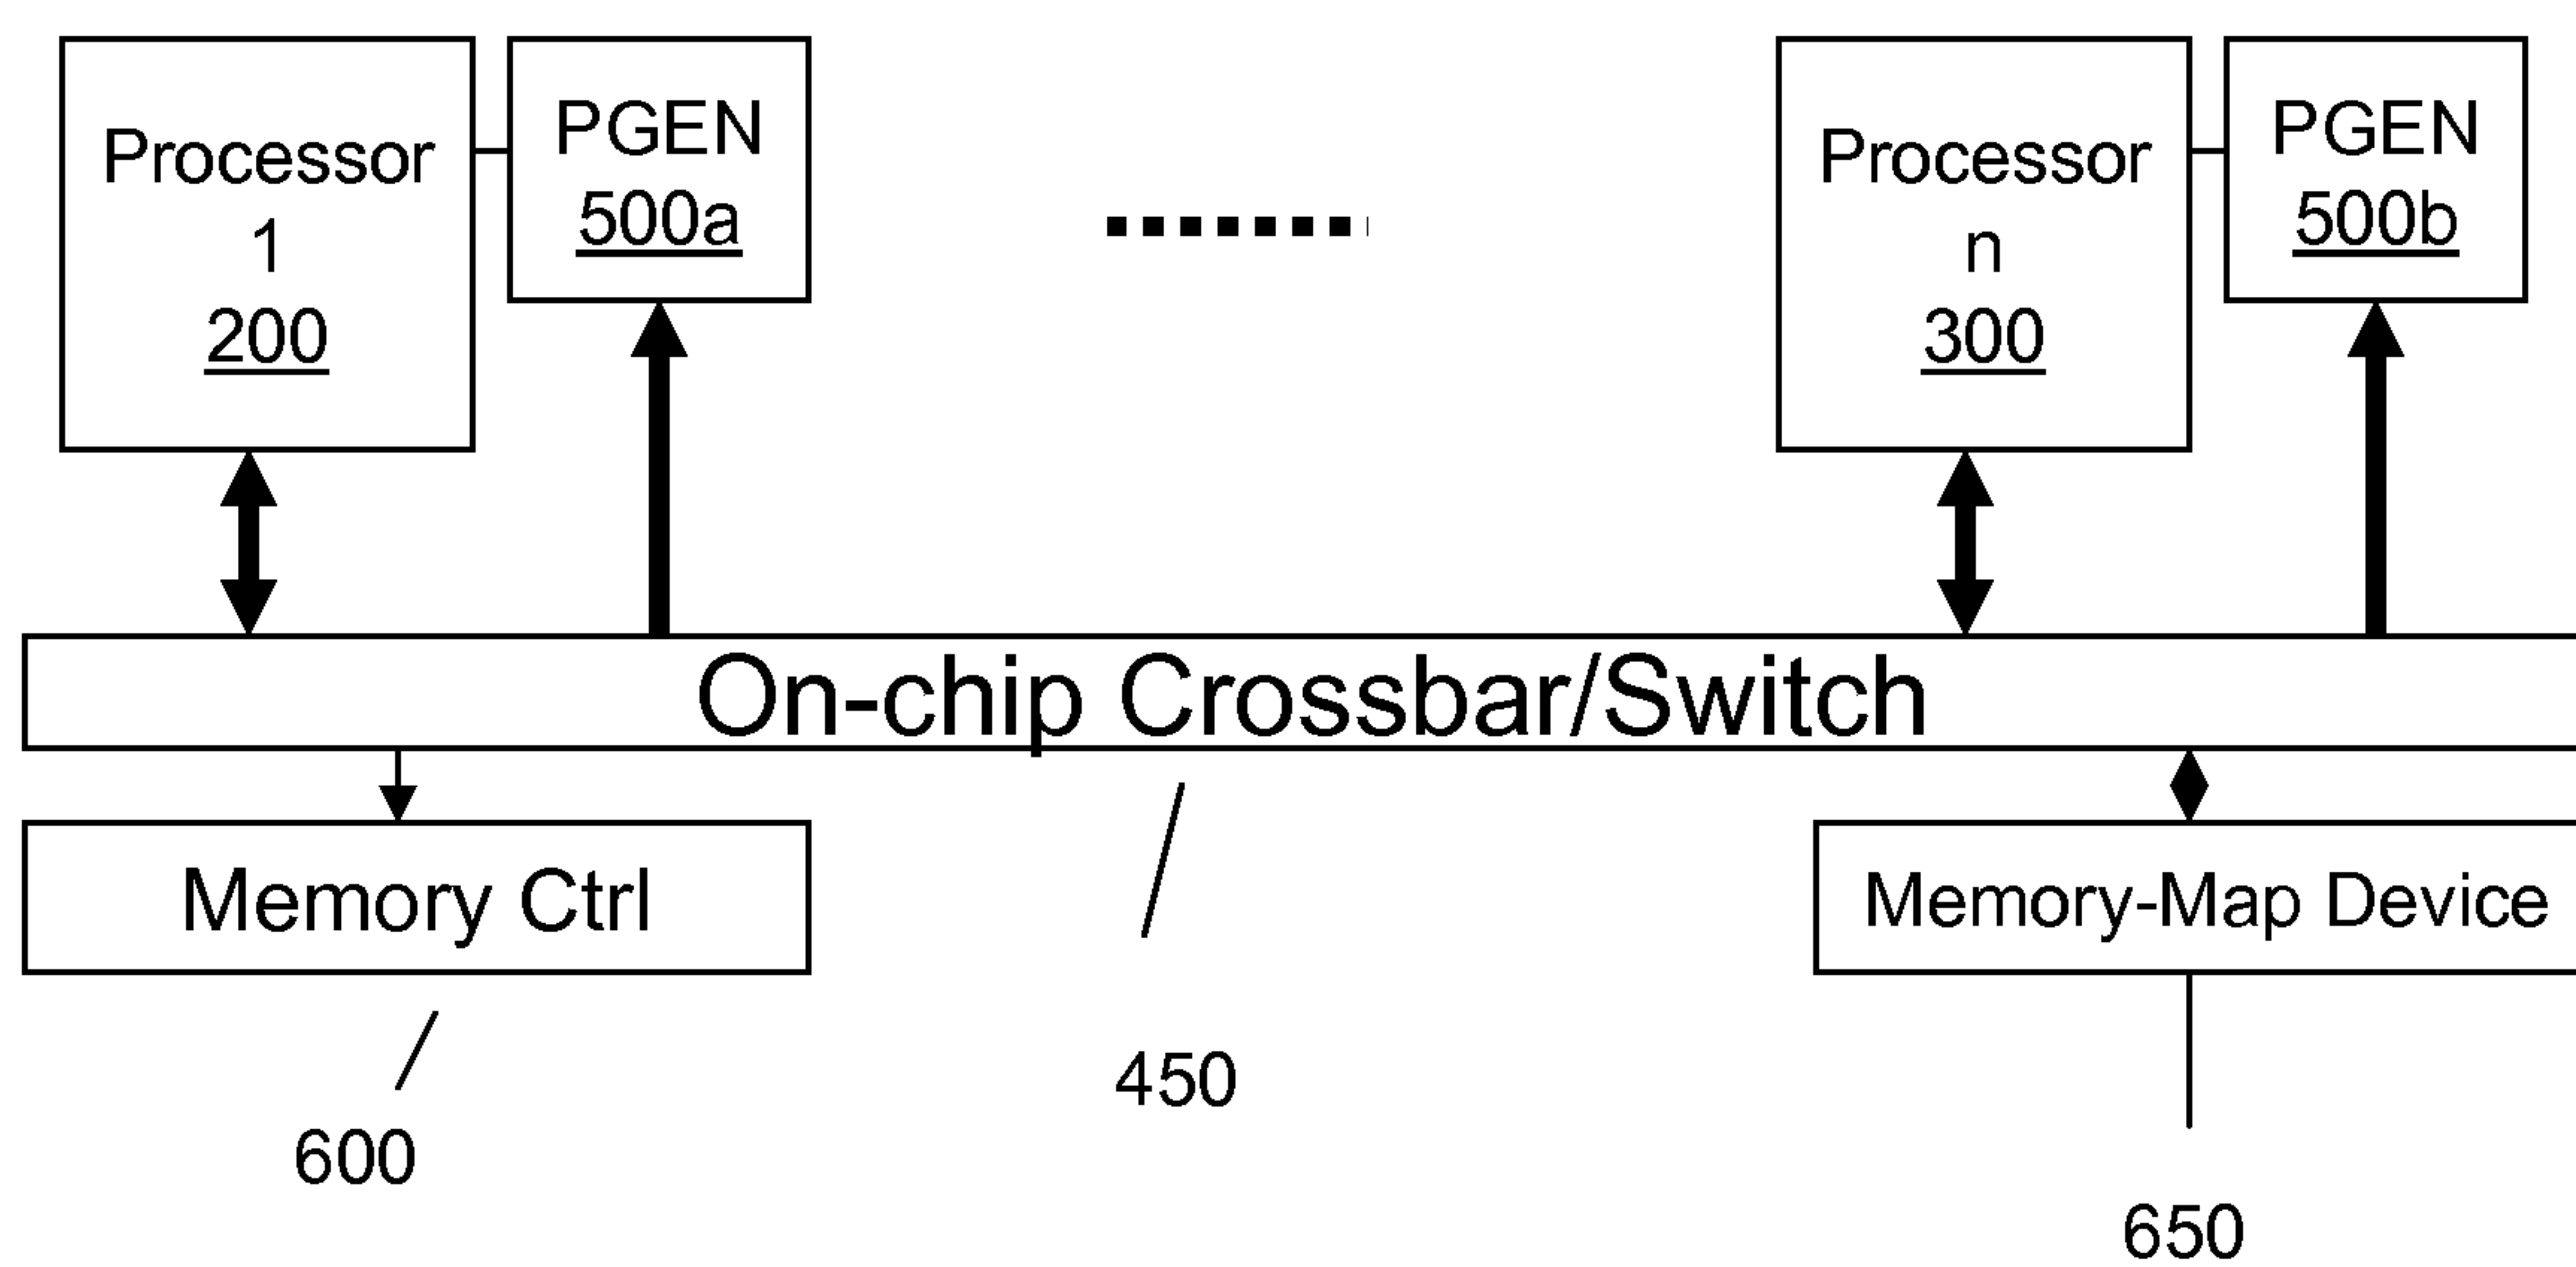 Processor
1
200
PGEN
500a
Processor
n
300
PGEN
500b
On-chip Crossbar/Switch
Memory Ctrl
Memory-Map Device
600
450
650